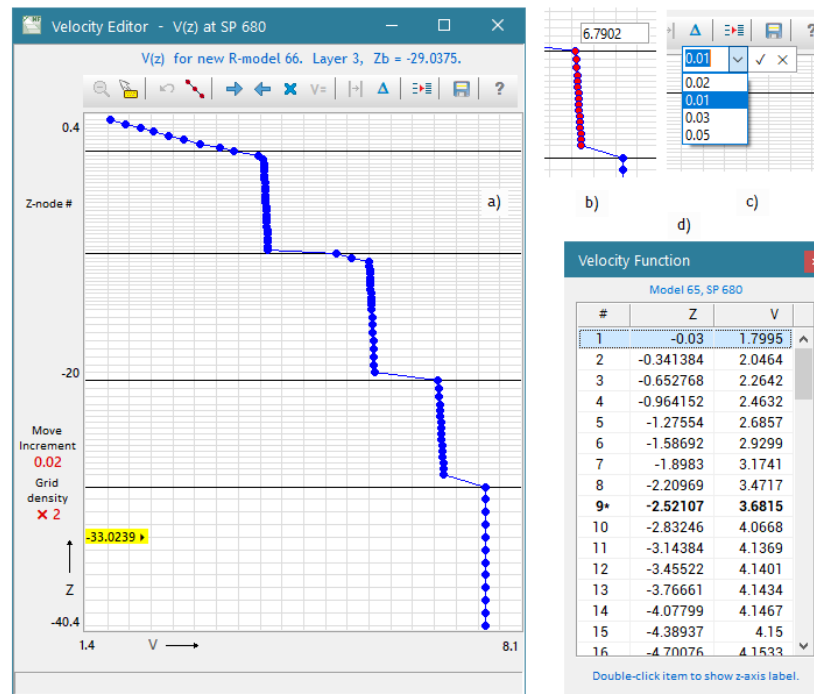 Velocity Editor - V(z) at SP 680
V(z) for new R-model 66. Layer 3, Zb = -29.0375.
V=
?
0.4
Z-node #
a)
-20
Move
Increment
0.02
Grid
density
× 2
-33.0239
Z
-40.4
1.4
V
8.1
6.7902
b)
?
0.01
0.02
0.01
0.03
0.05
c)
d)
Velocity Function
Model 65, SP 680
# Z V
1 -0.03 1.7995
2 -0.341384 2.0464
3 -0.652768 2.2642
4 -0.964152 2.4632
5 -1.27554 2.6857
6 -1.58692 2.9299
7 -1.8983 3.1741
8 -2.20969 3.4717
9* -2.52107 3.6815
10 -2.83246 4.0668
11 -3.14384 4.1369
12 -3.45522 4.1401
13 -3.76661 4.1434
14 -4.07799 4.1467
15 -4.38937 4.15
16 -4.70076 4.1533
Double-click item to show z-axis label.